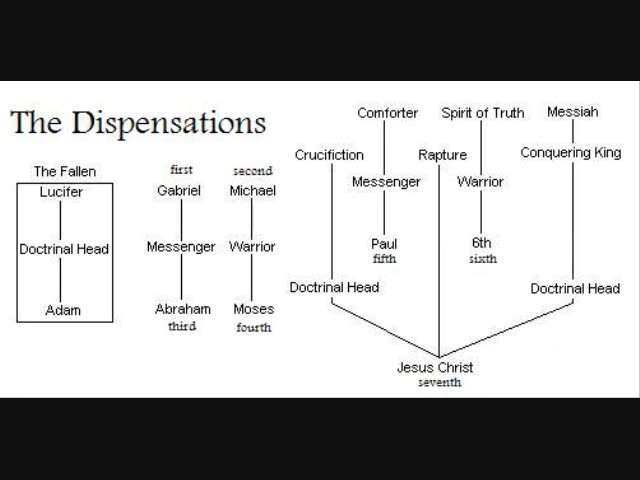 The Dispensations
The Fallen
Lucifer
Doctrinal Head
Adam
first
Gabriel
Messenger
Abraham
third
second
Michael
Warrior
Moses
fourth
Crucifiction
Doctrinal Head
Comforter
Messenger
Paul
fifth
Rapture
Spirit of Truth
Warrior
6th
sixth
Messiah
Conquering King
Doctrinal Head
Jesus Christ
seventh